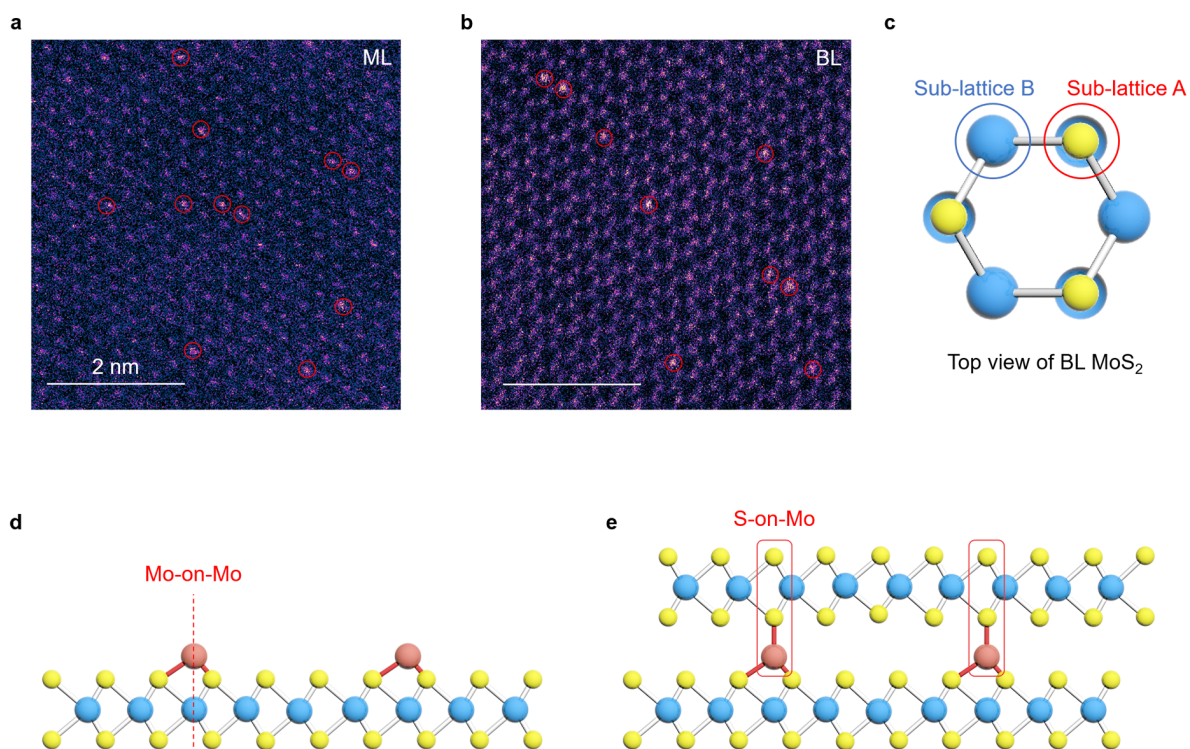 a
ML
2 nm
b
BL
c
Sub-lattice B
Sub-lattice A
Top view of BL MoS₂
d
Mo-on-Mo
e
S-on-Mo